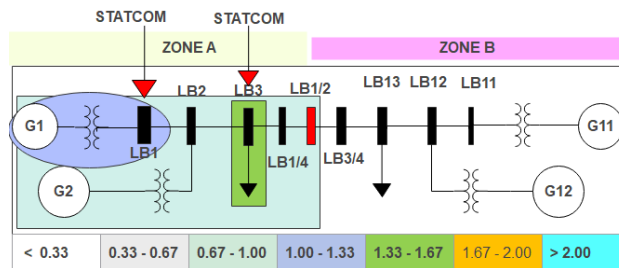 STATCOM STATCOM
ZONE A ZONE B
LB2 LB3 LB1/2 LB13 LB12 LB11
G1 G11
LB1 LB1/4 LB3/4
G2 G12
< 0.33 0.33 - 0.67 0.67 - 1.00 1.00 - 1.33 1.33 - 1.67 1.67 - 2.00 > 2.00